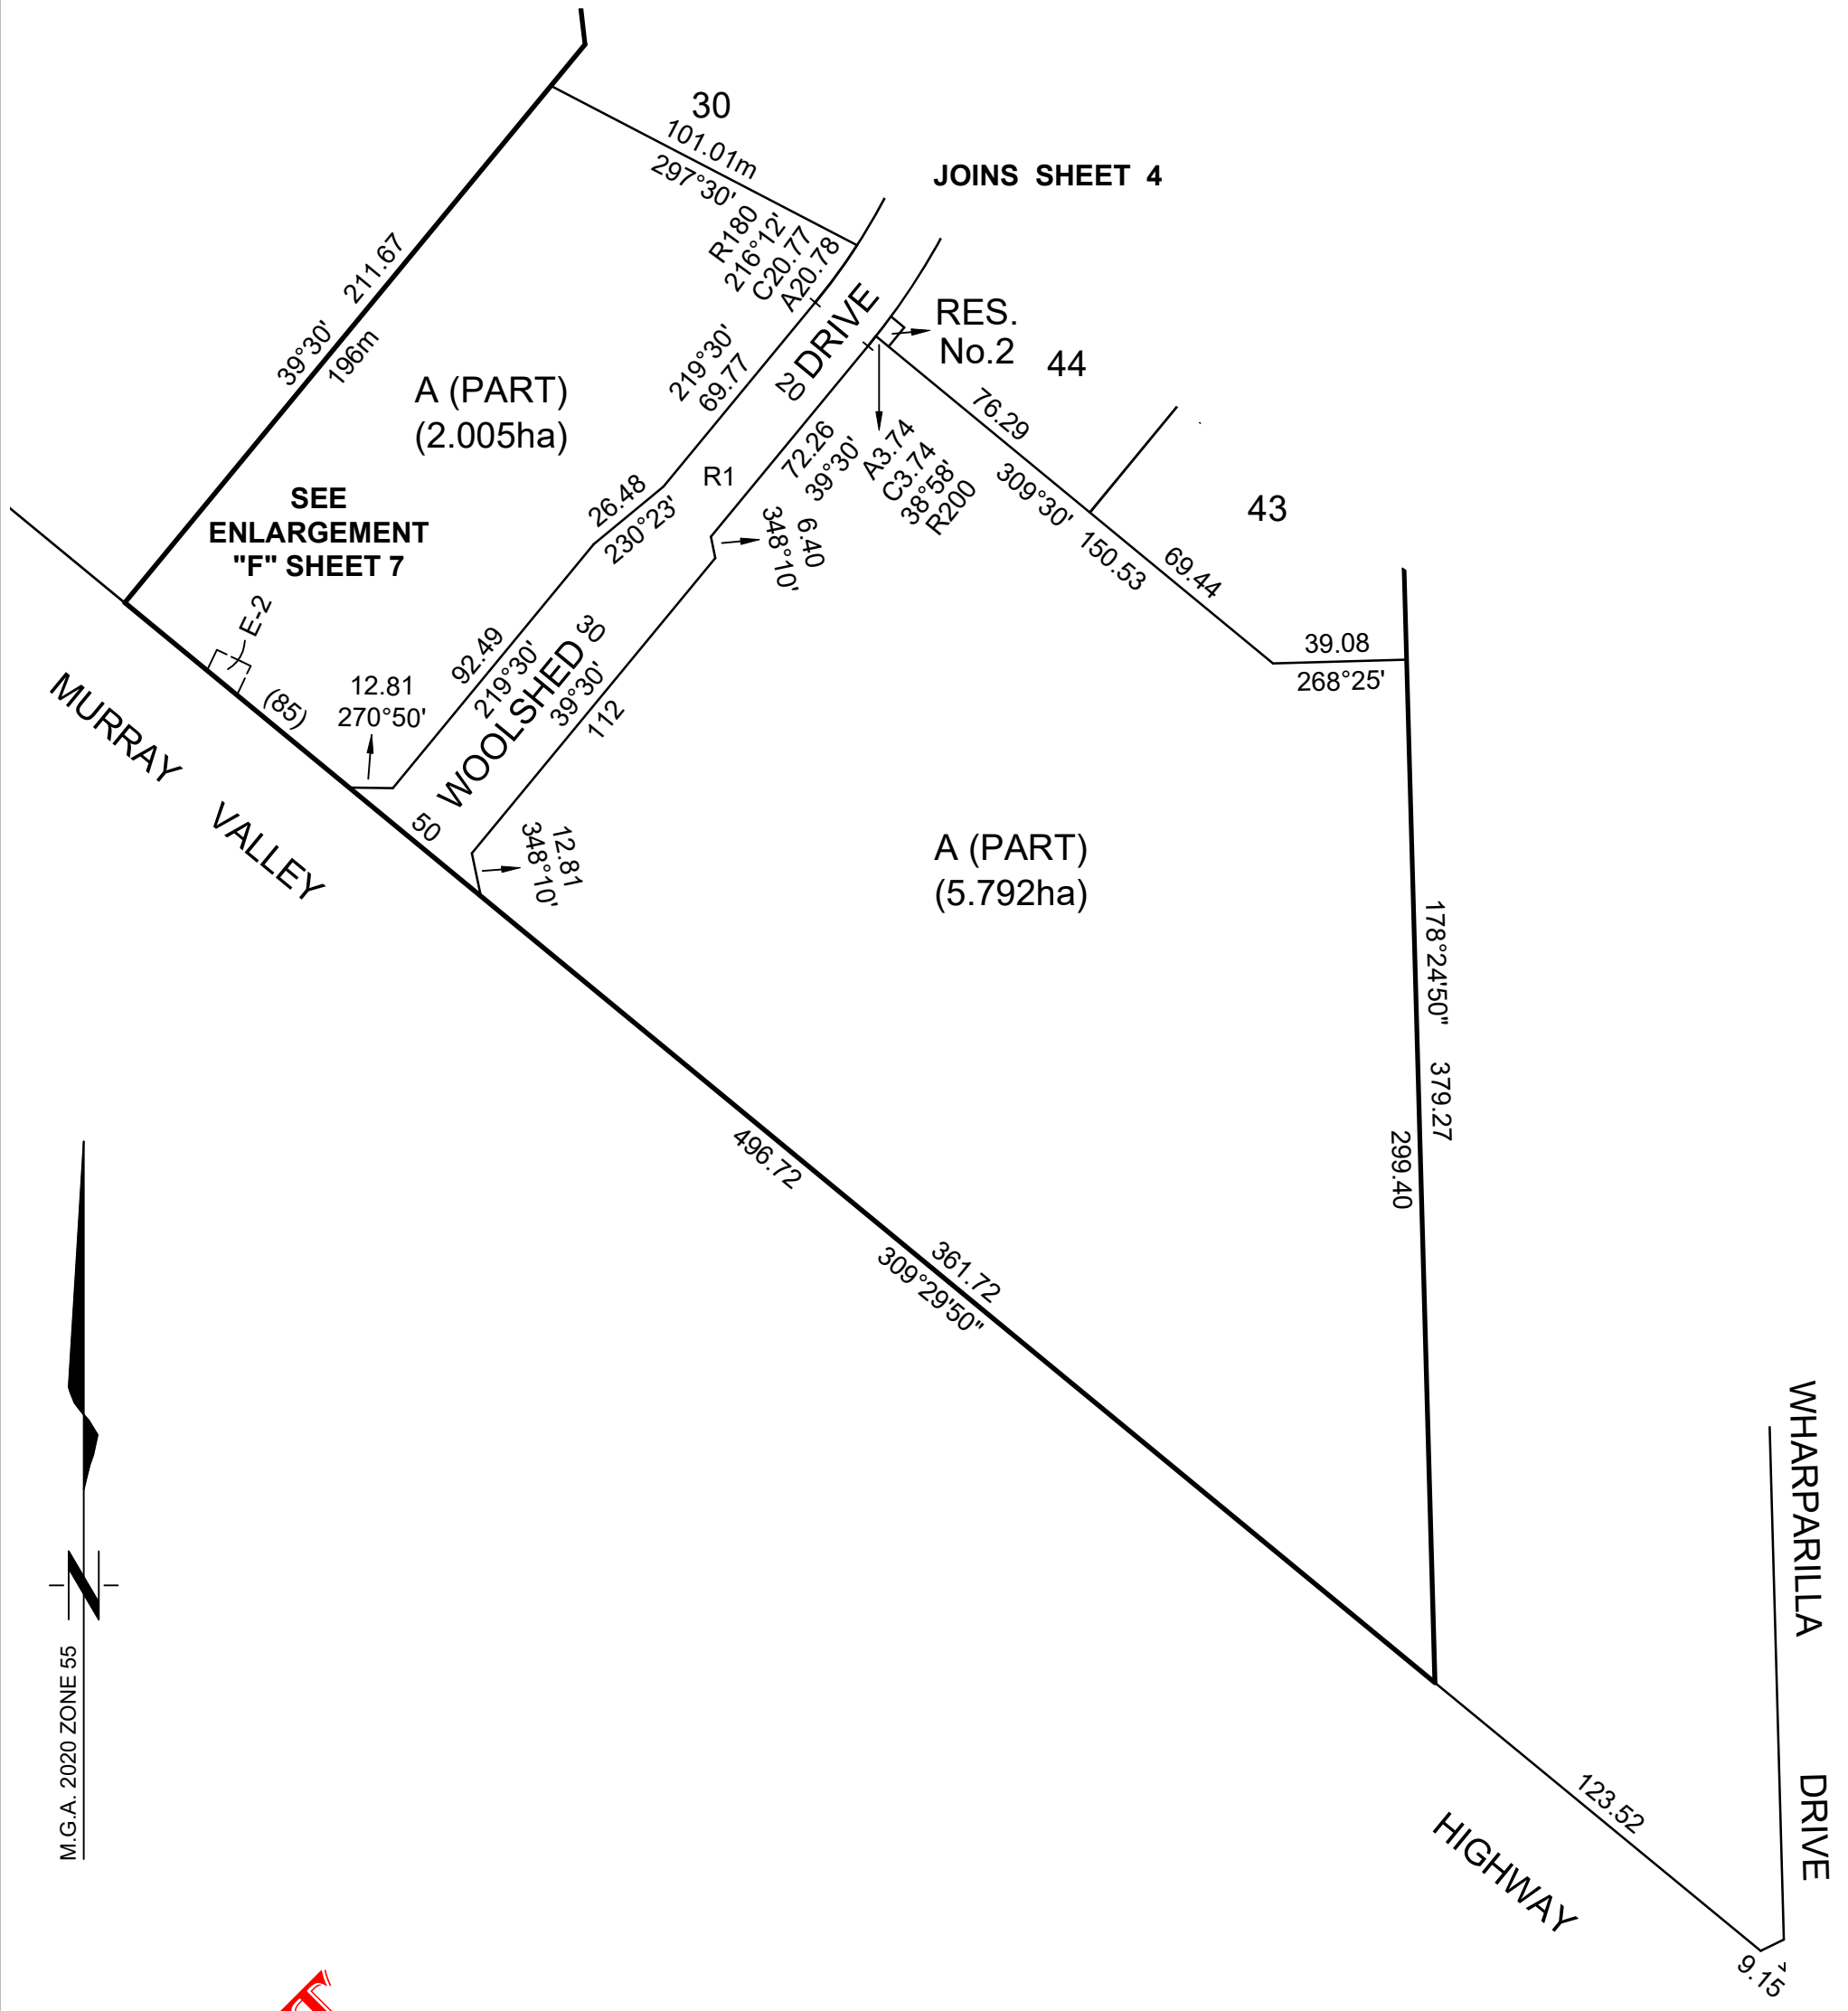 30
101.01m
297°30'
JOINS SHEET 4
R180
216°12'
C20.77
A20.78
211.67
39°30'
196m
DRIVE
20
RES.
No.2
44
219°30'
69.77
A (PART)
(2.005ha)
76.29
72.26
39°30'
A3.74
C3.74
38°58'
R200
R1
26.48
230°23'
309°30'
150.53
43
SEE
ENLARGEMENT
"F" SHEET 7
6.40
348°10'
69.44
E-2
39.08
268°25'
92.49
219°30'
WOOLSHED
30
39°30'
112
(85)
12.81
270°50'
MURRAY
VALLEY
50
12.81
348°10'
A (PART)
(5.792ha)
178°24'50"
379.27
299.40
496.72
361.72
309°29'50"
WHARPARILLA
DRIVE
M.G.A. 2020 ZONE 55
N
123.52
HIGHWAY
9.15